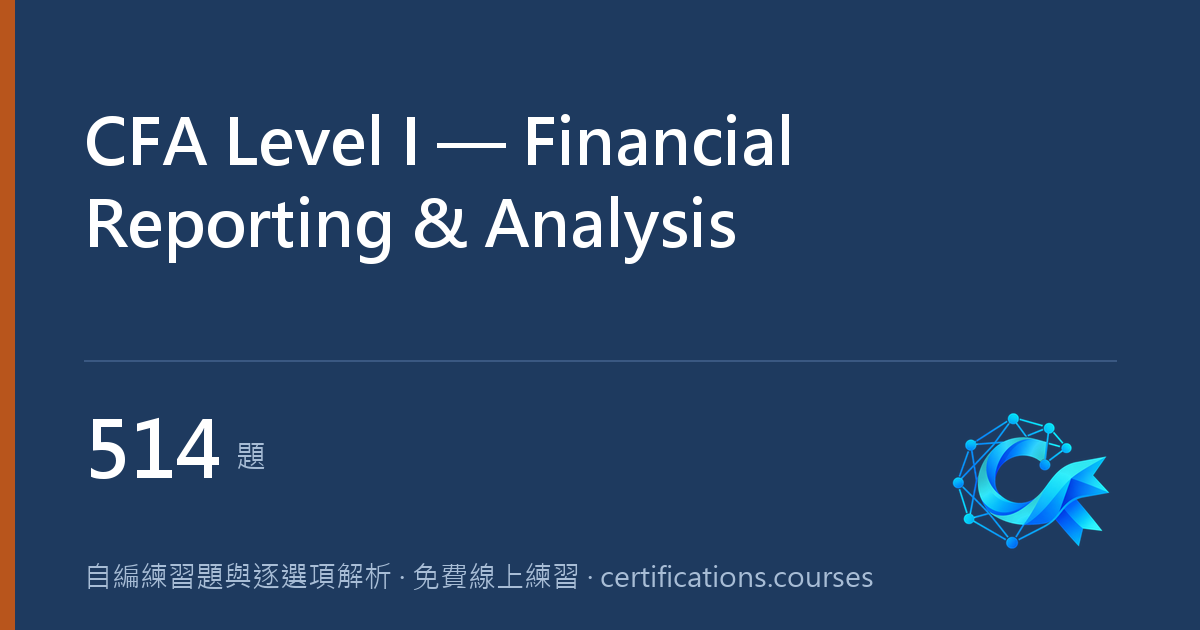 CFA Level I — Financial
Reporting & Analysis
514 題
自編練習題與逐選項解析 · 免費線上練習 · certifications.courses